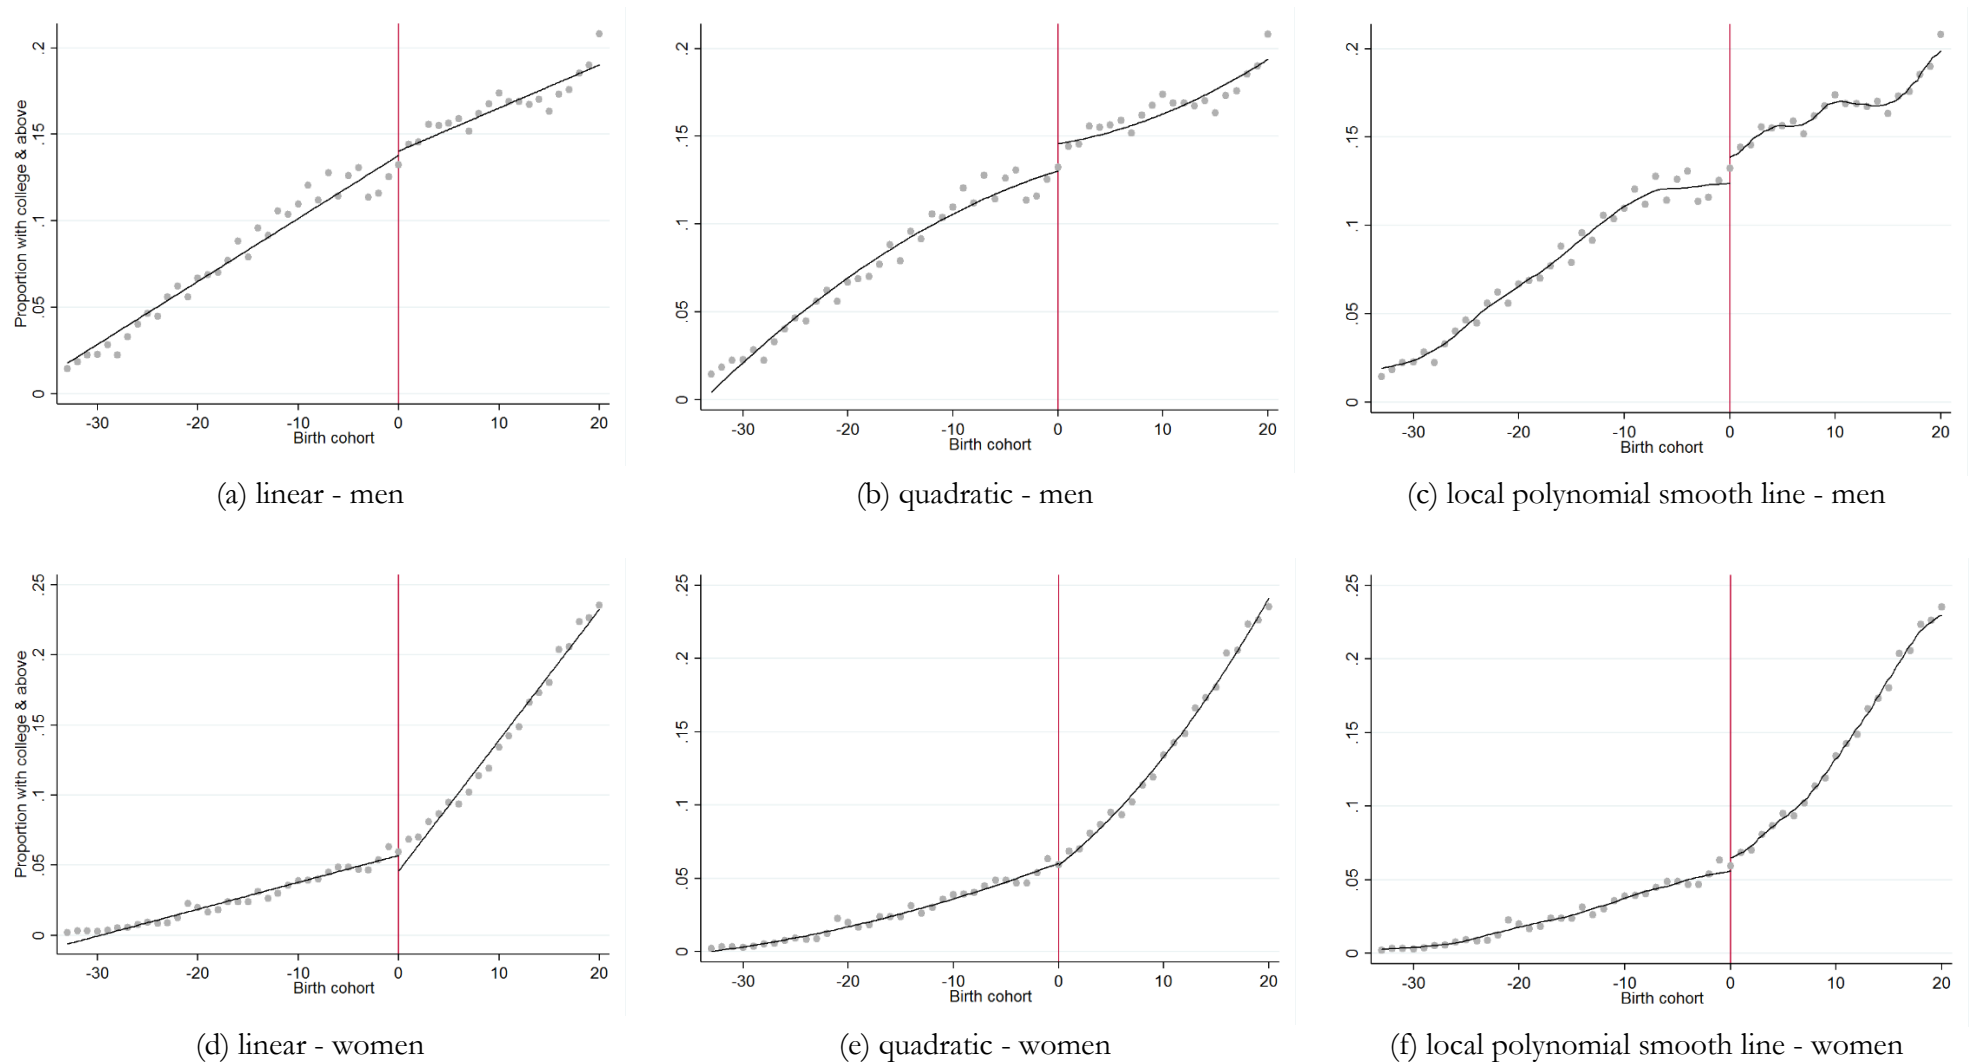 Proportion with college & above
.2
.15
.1
.05
0
-30 -20 -10 0 10 20
Birth cohort
(a) linear - men
.2
.15
.1
.05
0
-30 -20 -10 0 10 20
Birth cohort
(b) quadratic - men
.2
.15
.1
.05
0
-30 -20 -10 0 10 20
Birth cohort
(c) local polynomial smooth line - men
Proportion with college & above
.25
.2
.15
.1
.05
0
-30 -20 -10 0 10 20
Birth cohort
(d) linear - women
.25
.2
.15
.1
.05
0
-30 -20 -10 0 10 20
Birth cohort
(e) quadratic - women
.25
.2
.15
.1
.05
0
-30 -20 -10 0 10 20
Birth cohort
(f) local polynomial smooth line - women